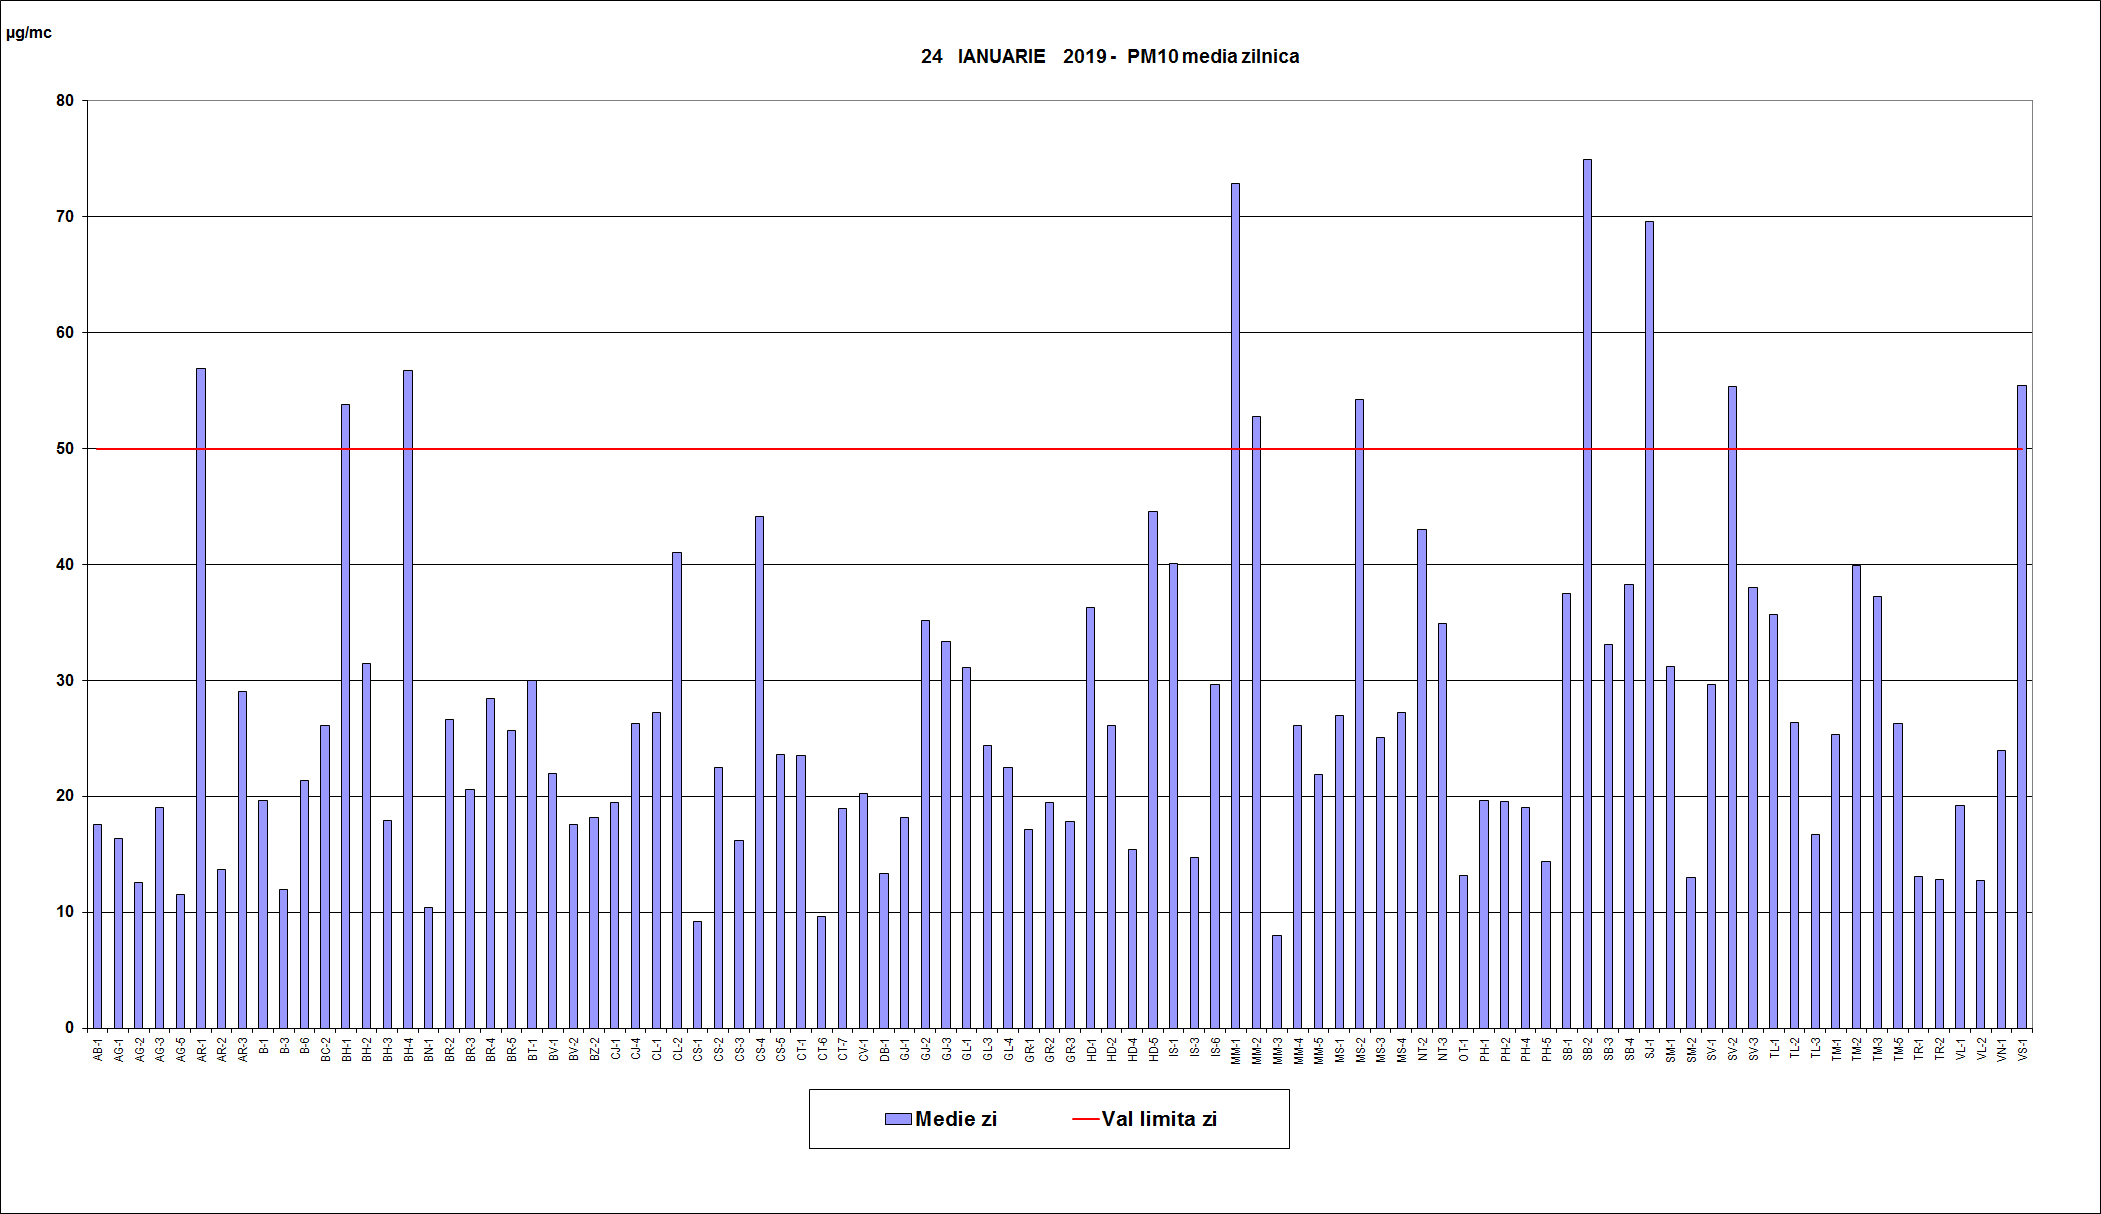 µg/mc
24 IANUARIE 2019 - PM10 media zilnica
80
70
60
50
40
30
20
10
0
AB-1 AG-1 AG-2 AG-3 AG-5 AR-1 AR-2 AR-3 B-1 B-3 B-6 BC-2 BH-1 BH-2 BH-3 BH-4 BN-1 BR-2 BR-3 BR-4 BR-5 BT-1 BV-1 BV-2 BZ-2 CJ-1 CJ-4 CL-1 CL-2 CS-1 CS-2 CS-3 CS-4 CS-5 CT-1 CT-6 CT-7 CV-1 DB-1 GJ-1 GJ-2 GJ-3 GL-1 GL-3 GL-4 GR-1 GR-2 GR-3 HD-1 HD-2 HD-4 HD-5 IS-1 IS-3 IS-6 MM-1 MM-2 MM-3 MM-4 MM-5 MS-1 MS-2 MS-3 MS-4 NT-2 NT-3 OT-1 PH-1 PH-2 PH-4 PH-5 SB-1 SB-2 SB-3 SB-4 SJ-1 SM-1 SM-2 SV-1 SV-2 SV-3 TL-1 TL-2 TL-3 TM-1 TM-2 TM-3 TM-5 TR-1 TR-2 VL-1 VL-2 VN-1 VS-1
Medie zi Val limita zi